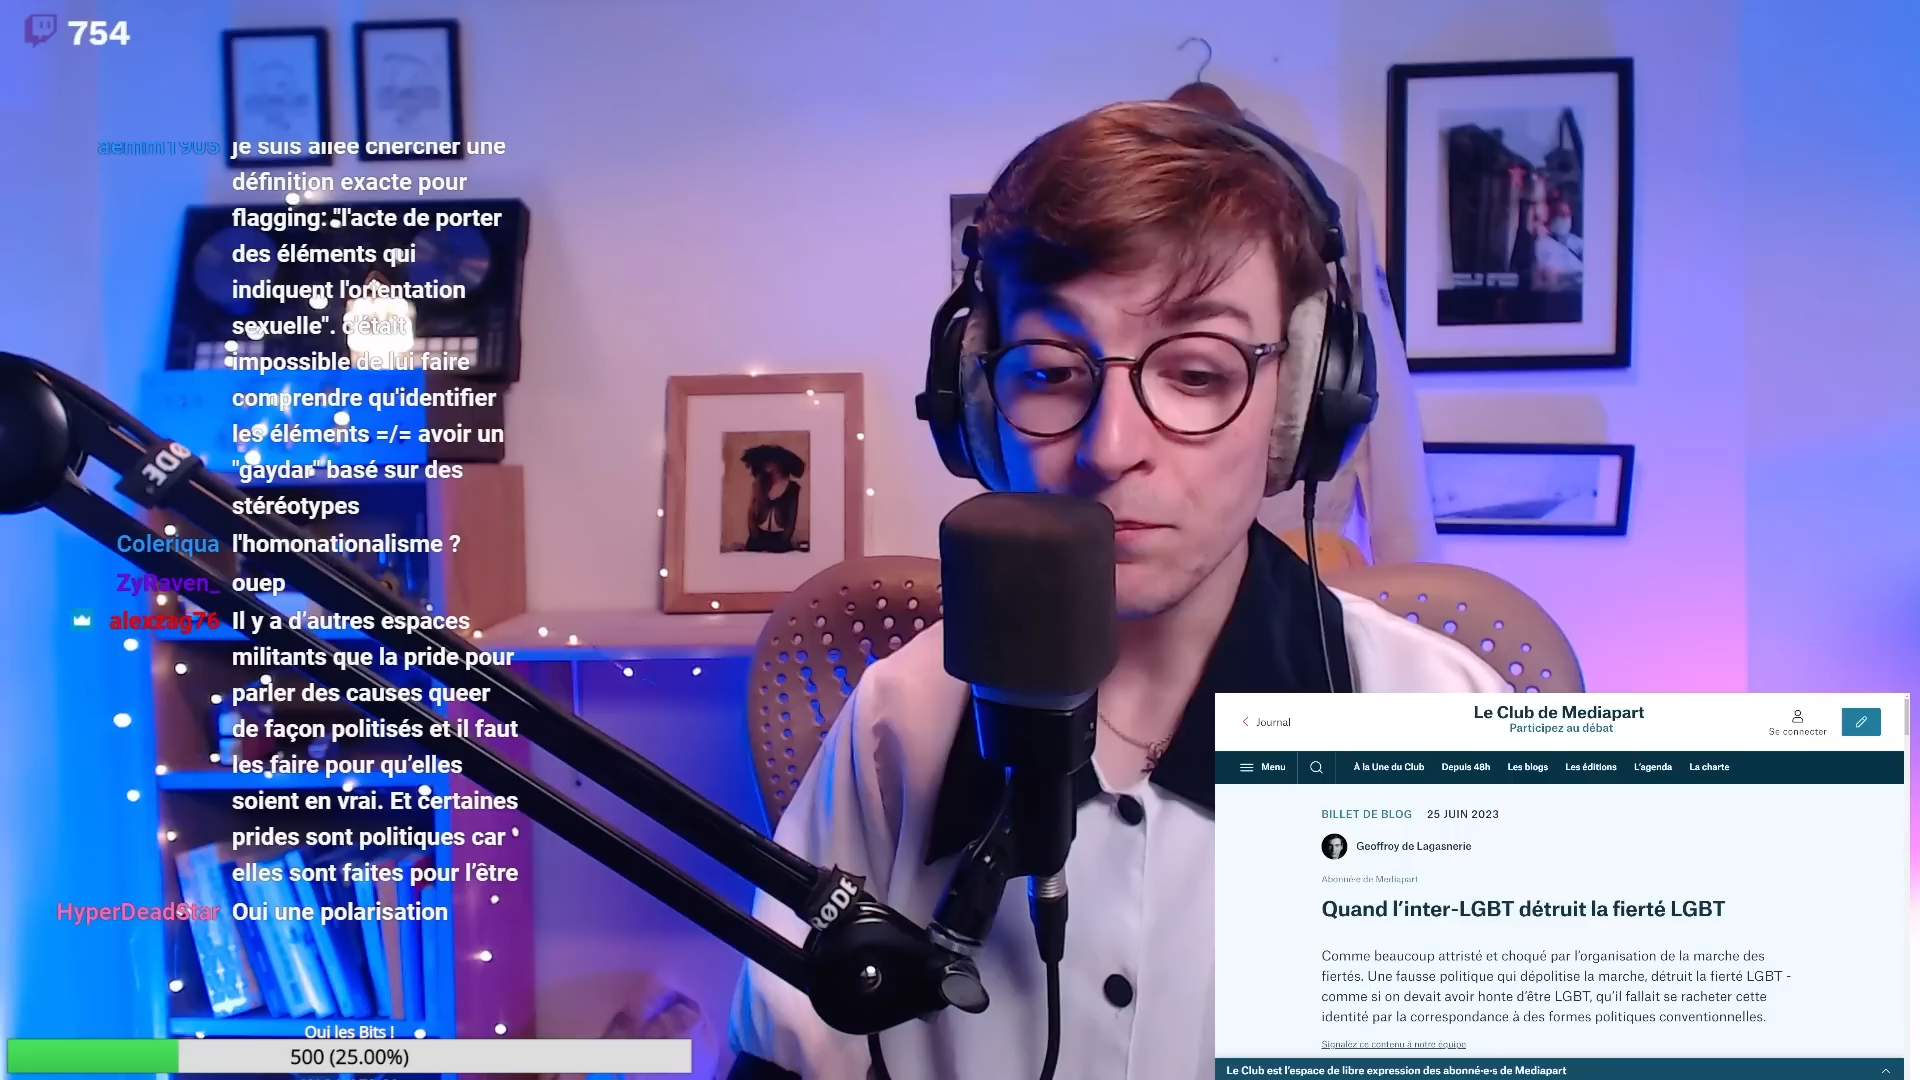 754
aemm1905 je suis allée chercher une
définition exacte pour
flagging: "l'acte de porter
des éléments qui
indiquent l'orientation
sexuelle". c'était
impossible de lui faire
comprendre qu'identifier
les éléments =/= avoir un
"gaydar" basé sur des
stéréotypes
Coleriqua l'homonationalisme ?
ZyRaven_ ouep
alexzag76 Il y a d’autres espaces
militants que la pride pour
parler des causes queer
de façon politisés et il faut
les faire pour qu’elles
soient en vrai. Et certaines
prides sont politiques car
elles sont faites pour l’être
HyperDeadStar Oui une polarisation
Oui les Bits !
500 (25.00%)
RØDE
Journal
Le Club de Mediapart
Participez au débat
Se connecter
Menu À la Une du Club Depuis 48h Les blogs Les éditions L’agenda La charte
BILLET DE BLOG 25 JUIN 2023
Geoffroy de Lagasnerie
Abonné·e de Mediapart
Quand l’inter-LGBT détruit la fierté LGBT
Comme beaucoup attristé et choqué par l’organisation de la marche des
fiertés. Une fausse politique qui dépolitise la marche, détruit la fierté LGBT -
comme si on devait avoir honte d’être LGBT, qu’il fallait se racheter cette
identité par la correspondance à des formes politiques conventionnelles.
Signalez ce contenu à notre équipe
Le Club est l’espace de libre expression des abonné·e·s de Mediapart